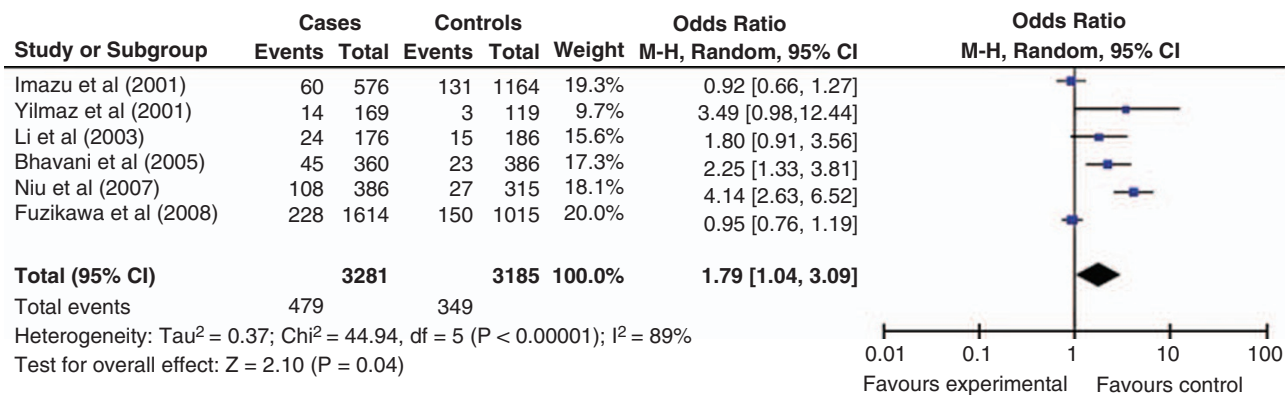 Cases Controls Odds Ratio Odds Ratio
Study or Subgroup Events Total Events Total Weight M-H, Random, 95% CI M-H, Random, 95% CI
Imazu et al (2001) 60 576 131 1164 19.3% 0.92 [0.66, 1.27]
Yilmaz et al (2001) 14 169 3 119 9.7% 3.49 [0.98,12.44]
Li et al (2003) 24 176 15 186 15.6% 1.80 [0.91, 3.56]
Bhavani et al (2005) 45 360 23 386 17.3% 2.25 [1.33, 3.81]
Niu et al (2007) 108 386 27 315 18.1% 4.14 [2.63, 6.52]
Fuzikawa et al (2008) 228 1614 150 1015 20.0% 0.95 [0.76, 1.19]
Total (95% CI) 3281 3185 100.0% 1.79 [1.04, 3.09]
Total events 479 349
Heterogeneity: Tau² = 0.37; Chi² = 44.94, df = 5 (P < 0.00001); I² = 89%
Test for overall effect: Z = 2.10 (P = 0.04)
0.01 0.1 1 10 100
Favours experimental Favours control